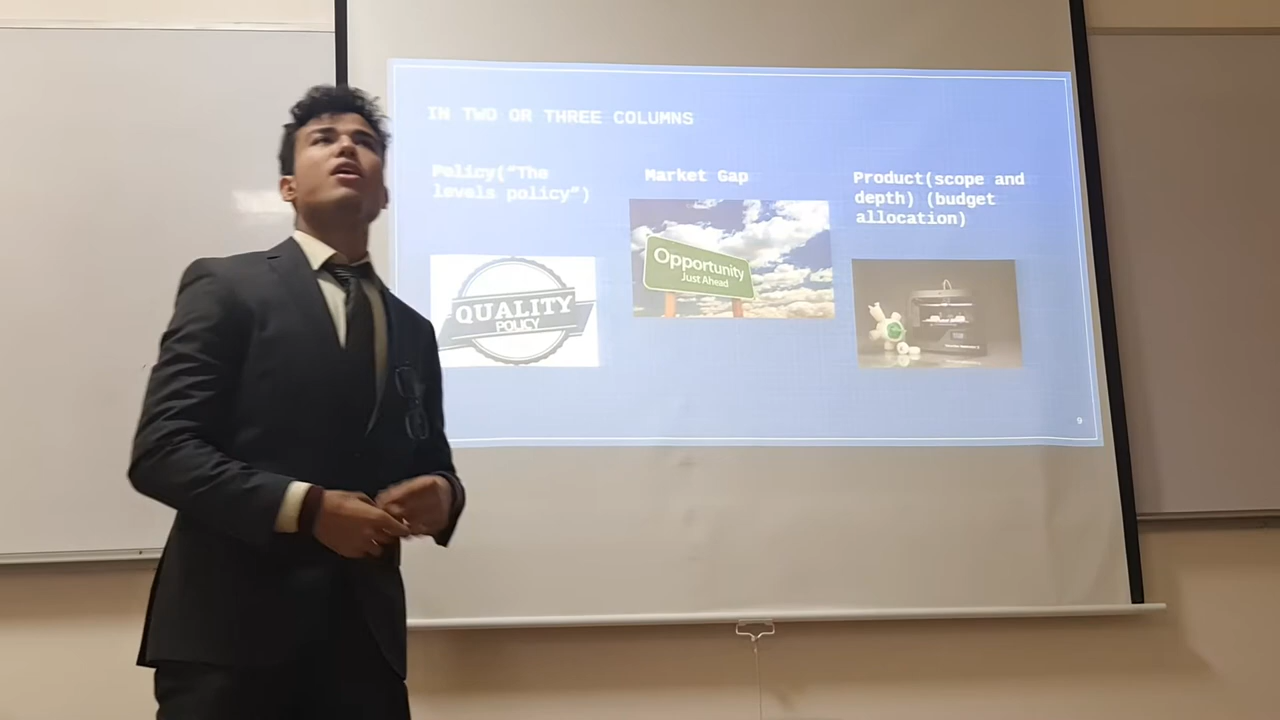 IN TWO OR THREE COLUMNS
Policy("The
levels policy")
QUALITY
POLICY
Market Gap
Opportunity
Just Ahead
Product(scope and
depth) (budget
allocation)
9